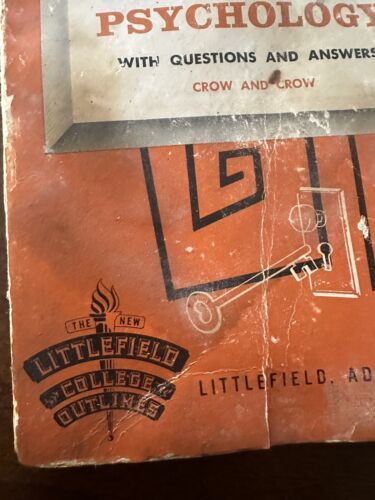 PSYCHOLOGY
WITH QUESTIONS AND ANSWERS
CROW AND CROW
THE NEW
LITTLEFIELD
COLLEGE
OUTLINES
LITTLEFIELD, AD